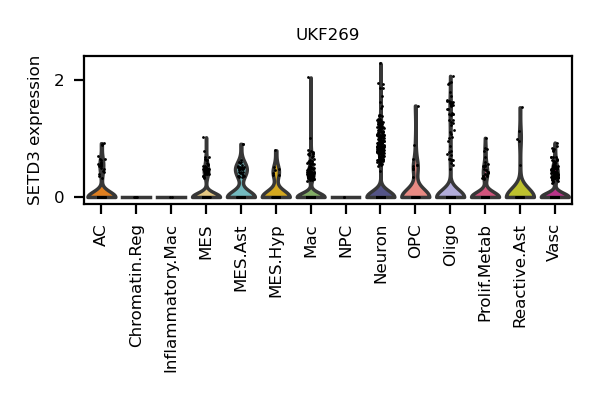 UKF269
SETD3 expression
2
0
AC
Chromatin.Reg
Inflammatory.Mac
MES
MES.Ast
MES.Hyp
Mac
NPC
Neuron
OPC
Oligo
Prolif.Metab
Reactive.Ast
Vasc